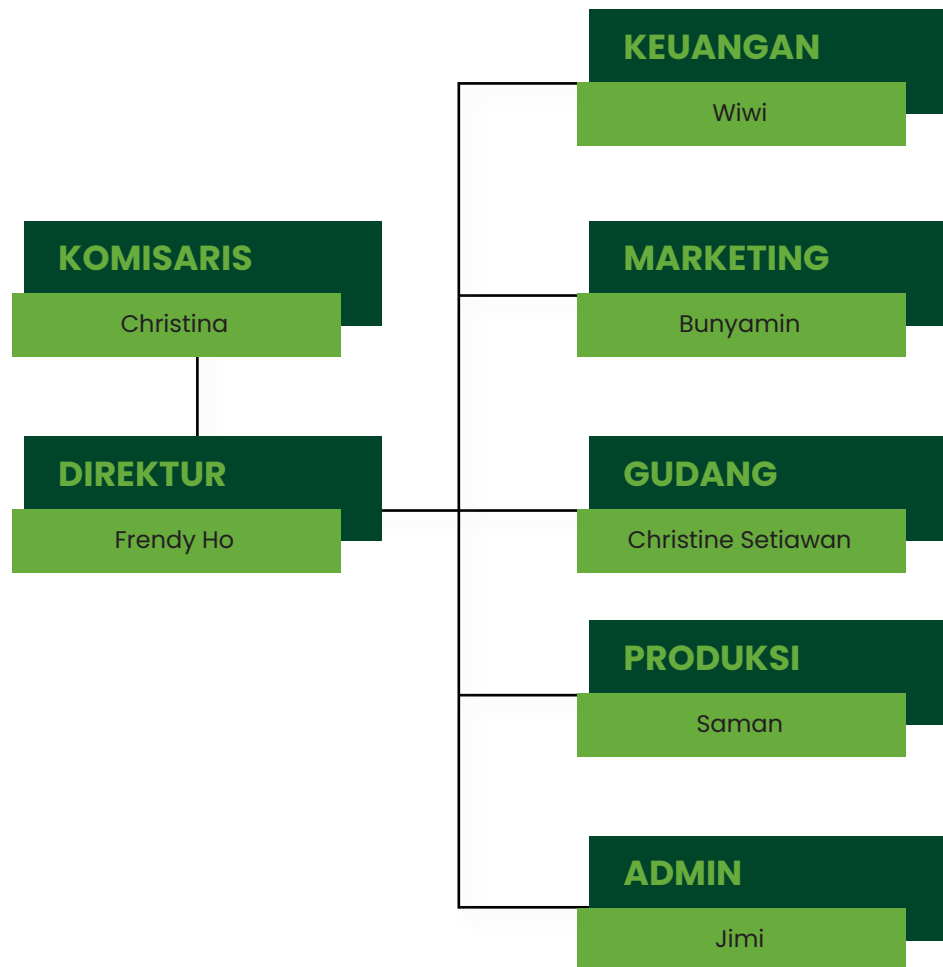 KOMISARIS
Christina
DIREKTUR
Frendy Ho
KEUANGAN
Wiwi
MARKETING
Bunyamin
GUDANG
Christine Setiawan
PRODUKSI
Saman
ADMIN
Jimi